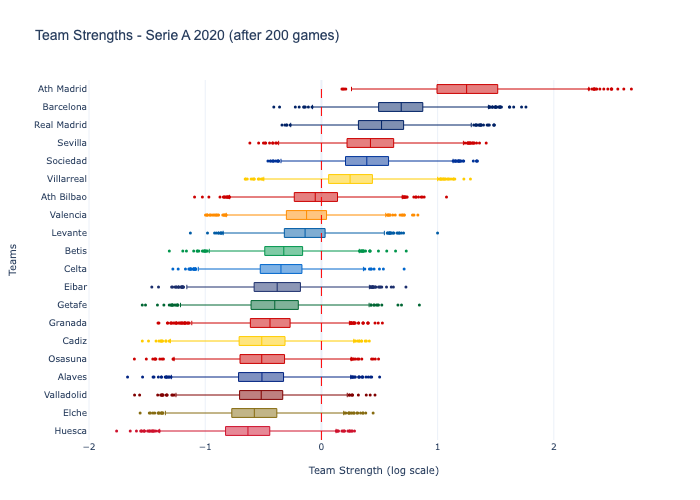 Team Strengths - Serie A 2020 (after 200 games)
Ath Madrid
Barcelona
Real Madrid
Sevilla
Sociedad
Villarreal
Ath Bilbao
Valencia
Levante
Betis
Celta
Eibar
Getafe
Granada
Cadiz
Osasuna
Alaves
Valladolid
Elche
Huesca
Teams
−2 −1 0 1 2
Team Strength (log scale)